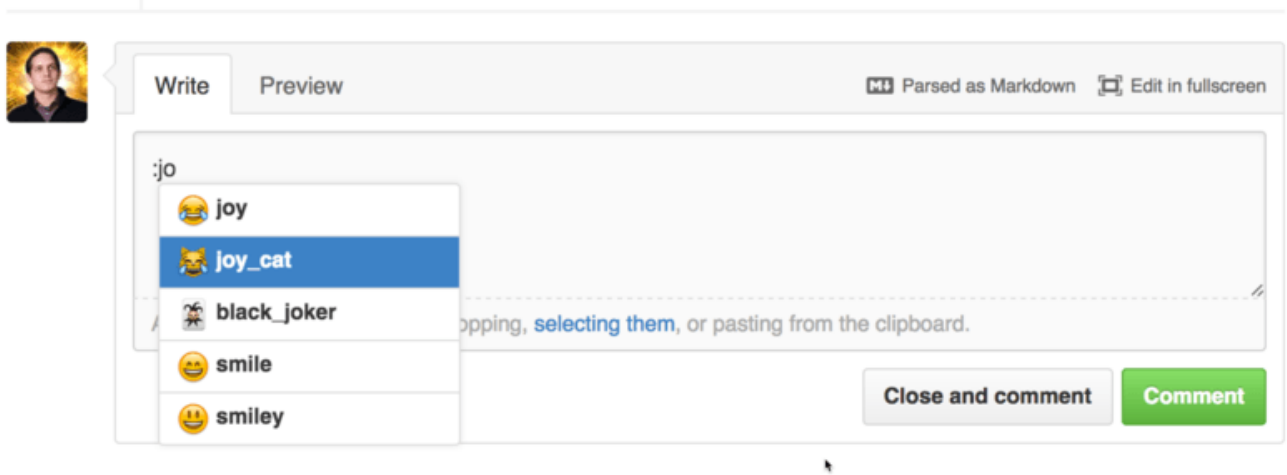 Write Preview Parsed as Markdown Edit in fullscreen
:jo
joy
joy_cat
black_joker
selecting them, or pasting from the clipboard.
smile
smiley
Close and comment Comment